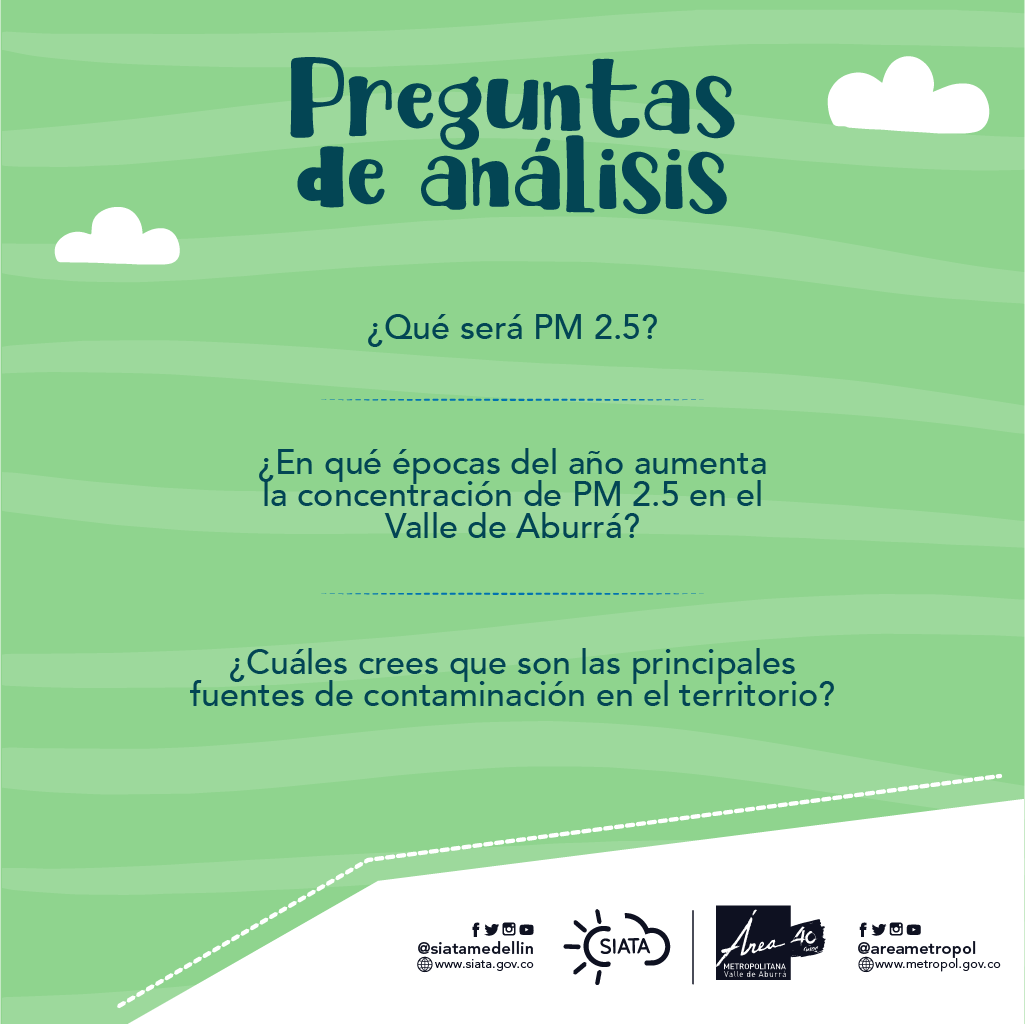 Preguntas
de análisis
¿Qué será PM 2.5?
¿En qué épocas del año aumenta
la concentración de PM 2.5 en el
Valle de Aburrá?
¿Cuáles crees que son las principales
fuentes de contaminación en el territorio?
@siatamedellin
www.siata.gov.co
SIATA
Área
METROPOLITANA
Valle de Aburrá
40
@areametropol
www.metropol.gov.co